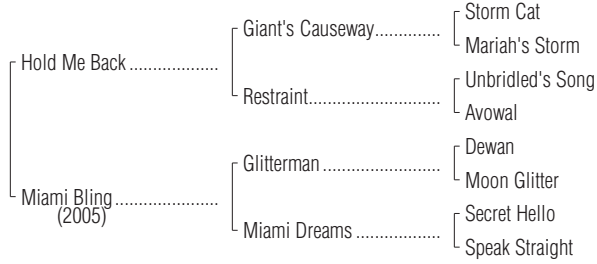 Storm Cat
Giant's Causeway..............
Mariah's Storm
Hold Me Back ....................
Unbridled's Song
Restraint............................
Avowal
Dewan
Glitterman .........................
Moon Glitter
Miami Bling .......................
(2005)
Secret Hello
Miami Dreams ..................
Speak Straight